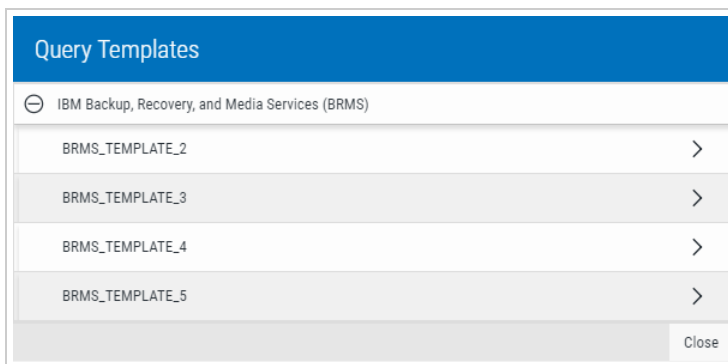 Query Templates
IBM Backup, Recovery, and Media Services (BRMS)
BRMS_TEMPLATE_2
BRMS_TEMPLATE_3
BRMS_TEMPLATE_4
BRMS_TEMPLATE_5
Close